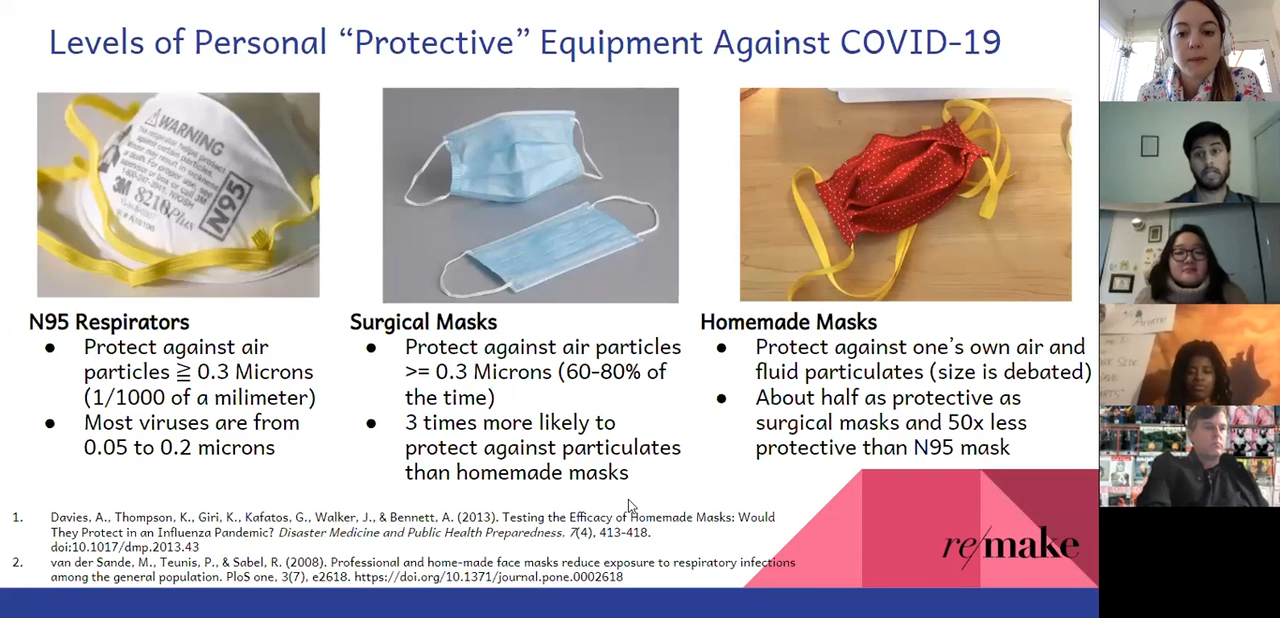 Levels of Personal “Protective” Equipment Against COVID-19
WARNING
3M 8210Plus
N95
N95 Respirators
● Protect against air
particles ≧ 0.3 Microns
(1/1000 of a milimeter)
● Most viruses are from
0.05 to 0.2 microns
Surgical Masks
● Protect against air particles
>= 0.3 Microns (60-80% of
the time)
● 3 times more likely to
protect against particulates
than homemade masks
Homemade Masks
● Protect against one’s own air and
fluid particulates (size is debated)
● About half as protective as
surgical masks and 50x less
protective than N95 mask
1. Davies, A., Thompson, K., Giri, K., Kafatos, G., Walker, J., & Bennett, A. (2013). Testing the Efficacy of Homemade Masks: Would
They Protect in an Influenza Pandemic? Disaster Medicine and Public Health Preparedness, 7(4), 413-418.
doi:10.1017/dmp.2013.43
2. van der Sande, M., Teunis, P., & Sabel, R. (2008). Professional and home-made face masks reduce exposure to respiratory infections
among the general population. PloS one, 3(7), e2618. https://doi.org/10.1371/journal.pone.0002618
re/make